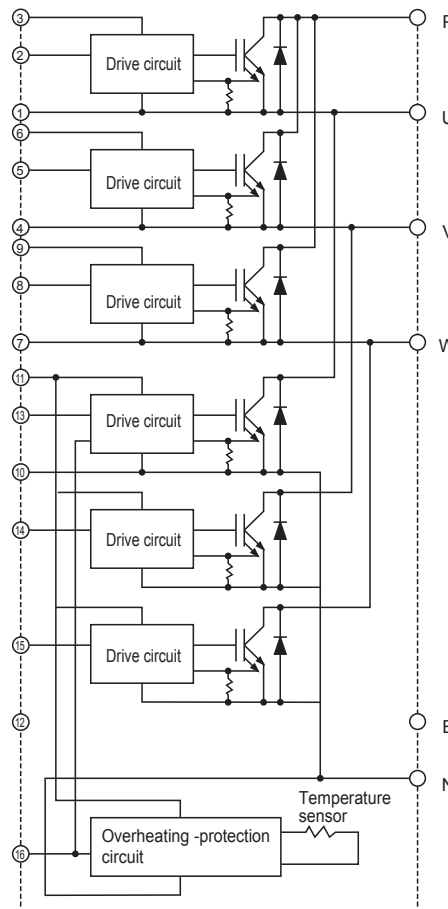 3
2
Drive circuit
1
U
6
5
Drive circuit
4
V
9
8
Drive circuit
7
W
11
13
Drive circuit
10
14
Drive circuit
15
Drive circuit
12
N
Temperature
sensor
Overheating -protection
circuit
16